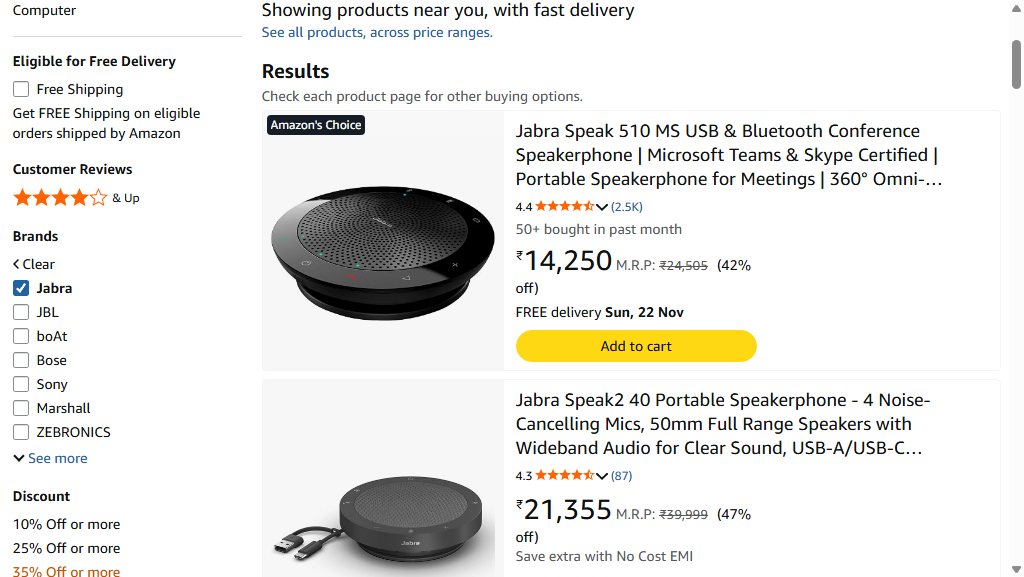 Computer
Eligible for Free Delivery
Free Shipping
Get FREE Shipping on eligible
orders shipped by Amazon
Customer Reviews
& Up
Brands
Clear
Jabra
JBL
boAt
Bose
Sony
Marshall
ZEBRONICS
See more
Discount
10% Off or more
25% Off or more
35% Off or more
Showing products near you, with fast delivery
See all products, across price ranges.
Results
Check each product page for other buying options.
Amazon's Choice
Jabra Speak 510 MS USB & Bluetooth Conference
Speakerphone | Microsoft Teams & Skype Certified |
Portable Speakerphone for Meetings | 360° Omni-…
4.4 (2.5K)
50+ bought in past month
₹14,250 M.R.P: ₹24,505 (42%
off)
FREE delivery Sun, 22 Nov
Add to cart
Jabra
Jabra Speak2 40 Portable Speakerphone - 4 Noise-
Cancelling Mics, 50mm Full Range Speakers with
Wideband Audio for Clear Sound, USB-A/USB-C…
4.3 (87)
₹21,355 M.R.P: ₹39,999 (47%
off)
Save extra with No Cost EMI